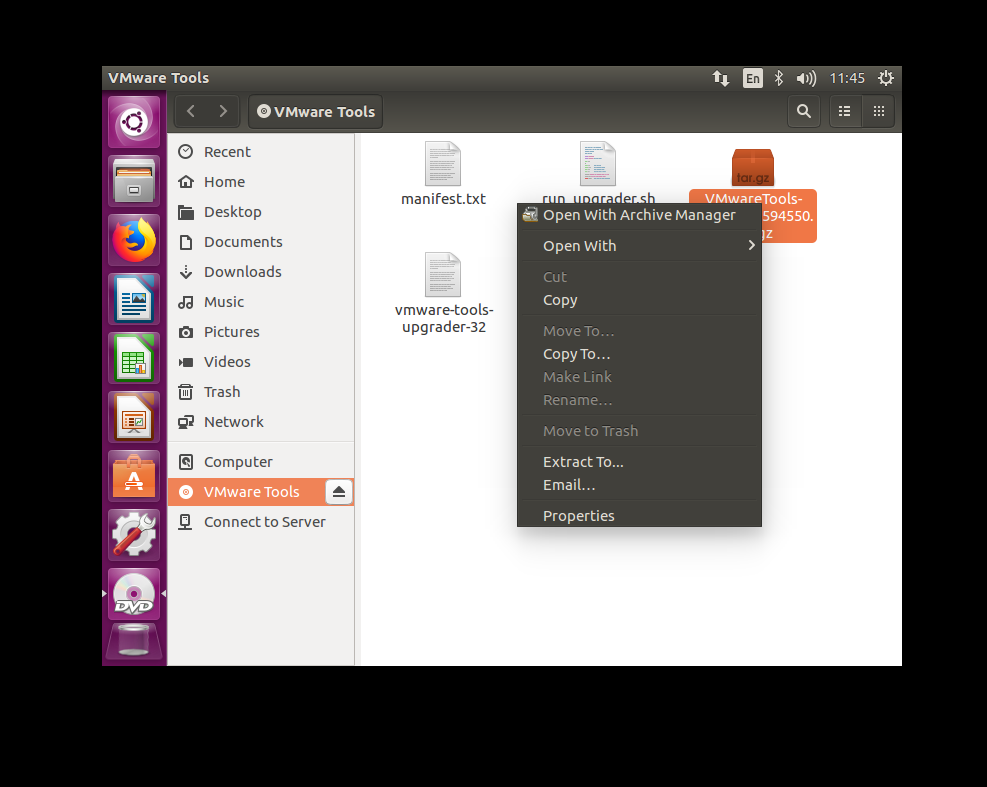 VMware Tools
En
11:45
VMware Tools
Recent
Home
Desktop
Documents
Downloads
Music
Pictures
Videos
Trash
Network
Computer
VMware Tools
Connect to Server
manifest.txt
run_upgrader.sh
tar.gz
VMwareTools-
594550.
gz
vmware-tools-
upgrader-32
Open With Archive Manager
Open With
Cut
Copy
Move To…
Copy To…
Make Link
Rename…
Move to Trash
Extract To...
Email…
Properties
A
DVD